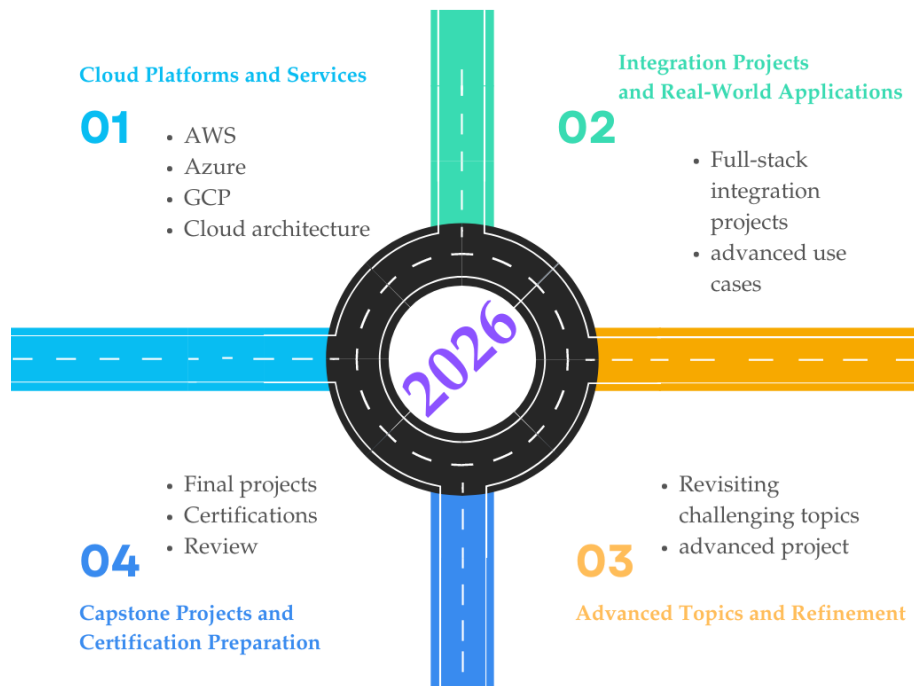 Cloud Platforms and Services
01
AWS
Azure
GCP
Cloud architecture
Integration Projects
and Real-World Applications
02
Full-stack
integration
projects
advanced use
cases
2026
Final projects
Certifications
Review
04
Capstone Projects and
Certification Preparation
Revisiting
challenging topics
advanced project
03
Advanced Topics and Refinement